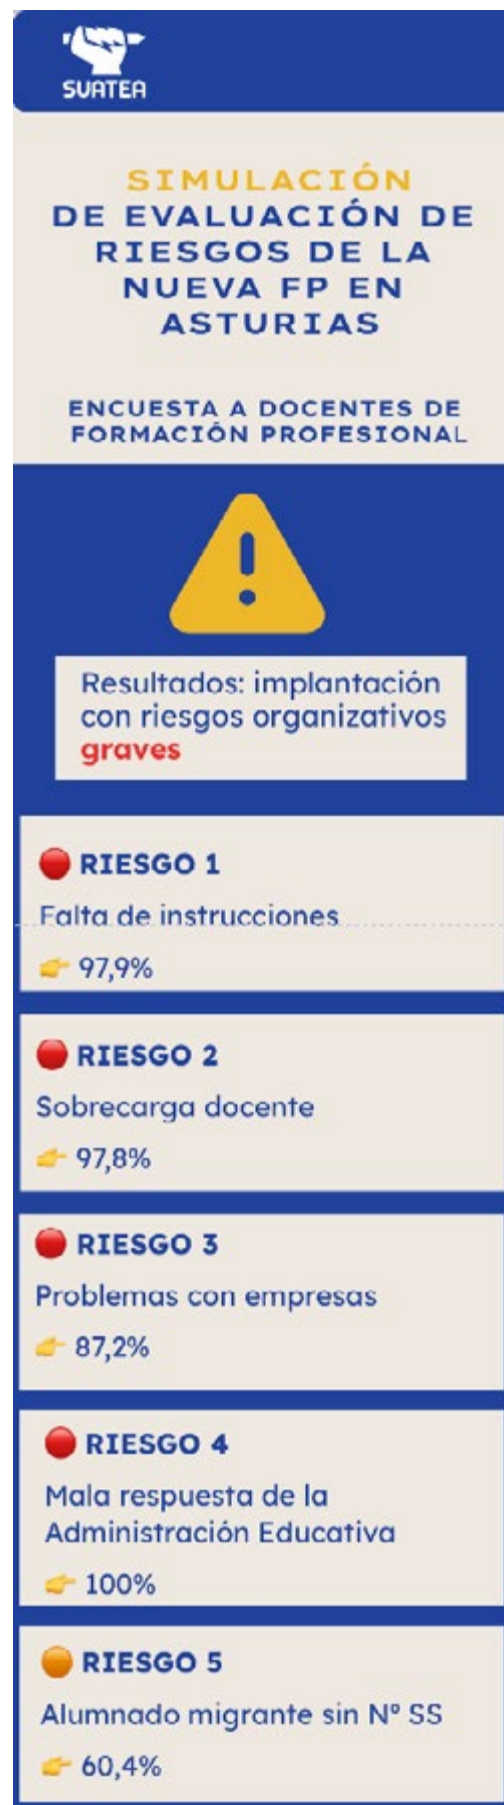 SUATEA
SIMULACIÓN
DE EVALUACIÓN DE
RIESGOS DE LA
NUEVA FP EN
ASTURIAS
ENCUESTA A DOCENTES DE
FORMACIÓN PROFESIONAL
Resultados: implantación
con riesgos organizativos
graves
RIESGO 1
Falta de instrucciones
97,9%
RIESGO 2
Sobrecarga docente
97,8%
RIESGO 3
Problemas con empresas
87,2%
RIESGO 4
Mala respuesta de la
Administración Educativa
100%
RIESGO 5
Alumnado migrante sin Nº SS
60,4%